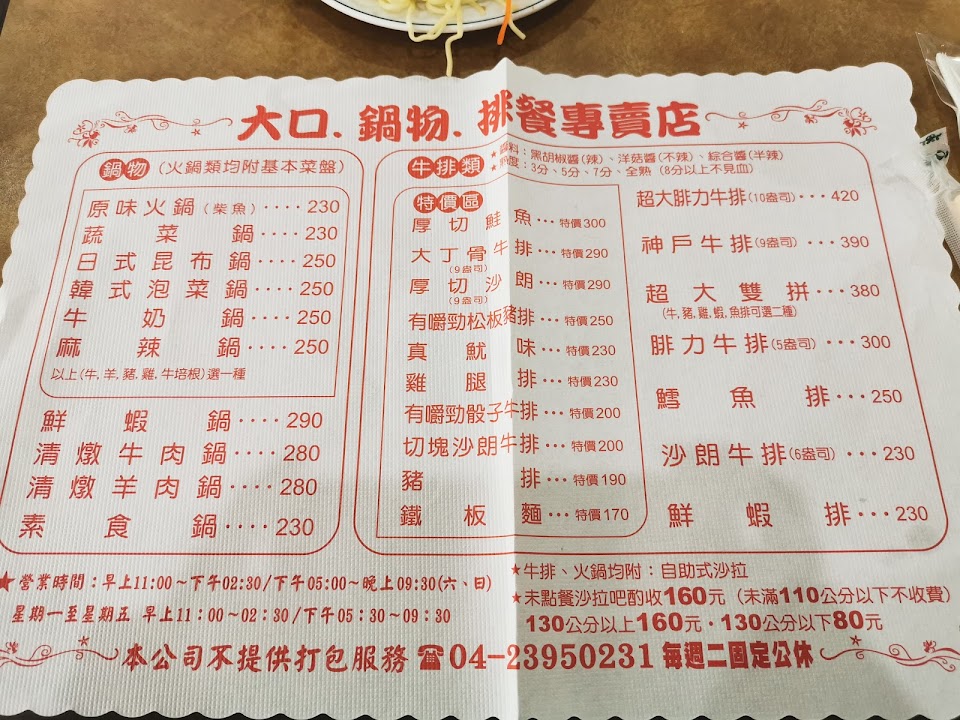 大口.鍋物.排餐專賣店
鍋物(火鍋類均附基本菜盤)
原味火鍋(柴魚)‥‥230
蔬菜鍋‥‥230
日式昆布鍋‥‥250
韓式泡菜鍋‥‥250
牛奶鍋‥‥250
麻辣鍋‥‥250
以上(牛,羊,豬,雞,牛培根)選一種
鮮蝦鍋‥‥290
清燉牛肉鍋‥‥280
清燉羊肉鍋‥‥280
素食鍋‥‥230
牛排類
料:黑胡椒醬(辣)、洋菇醬(不辣)、綜合醬(半辣)
度:3分、5分、7分、全熟(8分以上不見血)
特價區
厚切鮭魚…特價300
大丁骨牛排…特價290
(9盎司)
厚切沙朗…特價290
(9盎司)
有嚼勁松板豬排…特價250
真魷味…特價230
雞腿排…特價230
有嚼勁骰子牛排…特價200
切塊沙朗牛排…特價200
豬排…特價190
鐵板麵…特價170
超大腓力牛排(10盎司)…420
神戶牛排(9盎司)…390
超大雙拼…380
(牛,豬,雞,蝦,魚排可選二種)
腓力牛排(5盎司)…300
鱈魚排…250
沙朗牛排(6盎司)…230
鮮蝦排…230
★營業時間:早上11:00~下午02:30/下午05:00~晚上09:30(六、日)
星期一至星期五 早上11:00~02:30/下午05:30~09:30
★牛排、火鍋均附:自助式沙拉
★未點餐沙拉吧酌收160元(未滿110公分以下不收費)
130公分以上160元‧130公分以下80元
本公司不提供打包服務 ☎04-23950231 每週二固定公休